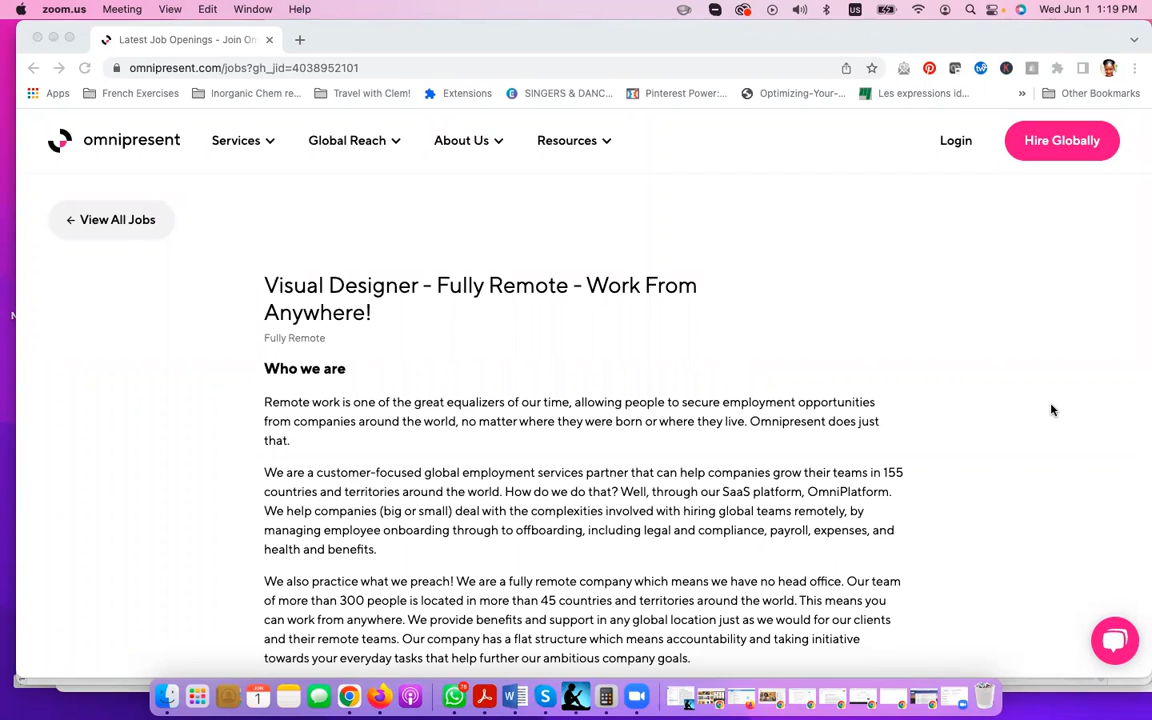 zoom.us Meeting View Edit Window Help US Wed Jun 1 1:19 PM
Latest Job Openings - Join On
omnipresent.com/jobs?gh_jid=4038952101
Apps French Exercises Inorganic Chem re... Travel with Clem! Extensions SINGERS & DANC... Pinterest Power:... Optimizing-Your-... Les expressions id... » Other Bookmarks
omnipresent Services Global Reach About Us Resources Login Hire Globally
← View All Jobs
Visual Designer - Fully Remote - Work From
Anywhere!
Fully Remote
Who we are
Remote work is one of the great equalizers of our time, allowing people to secure employment opportunities
from companies around the world, no matter where they were born or where they live. Omnipresent does just
that.
We are a customer-focused global employment services partner that can help companies grow their teams in 155
countries and territories around the world. How do we do that? Well, through our SaaS platform, OmniPlatform.
We help companies (big or small) deal with the complexities involved with hiring global teams remotely, by
managing employee onboarding through to offboarding, including legal and compliance, payroll, expenses, and
health and benefits.
We also practice what we preach! We are a fully remote company which means we have no head office. Our team
of more than 300 people is located in more than 45 countries and territories around the world. This means you
can work from anywhere. We provide benefits and support in any global location just as we would for our clients
and their remote teams. Our company has a flat structure which means accountability and taking initiative
towards your everyday tasks that help further our ambitious company goals.